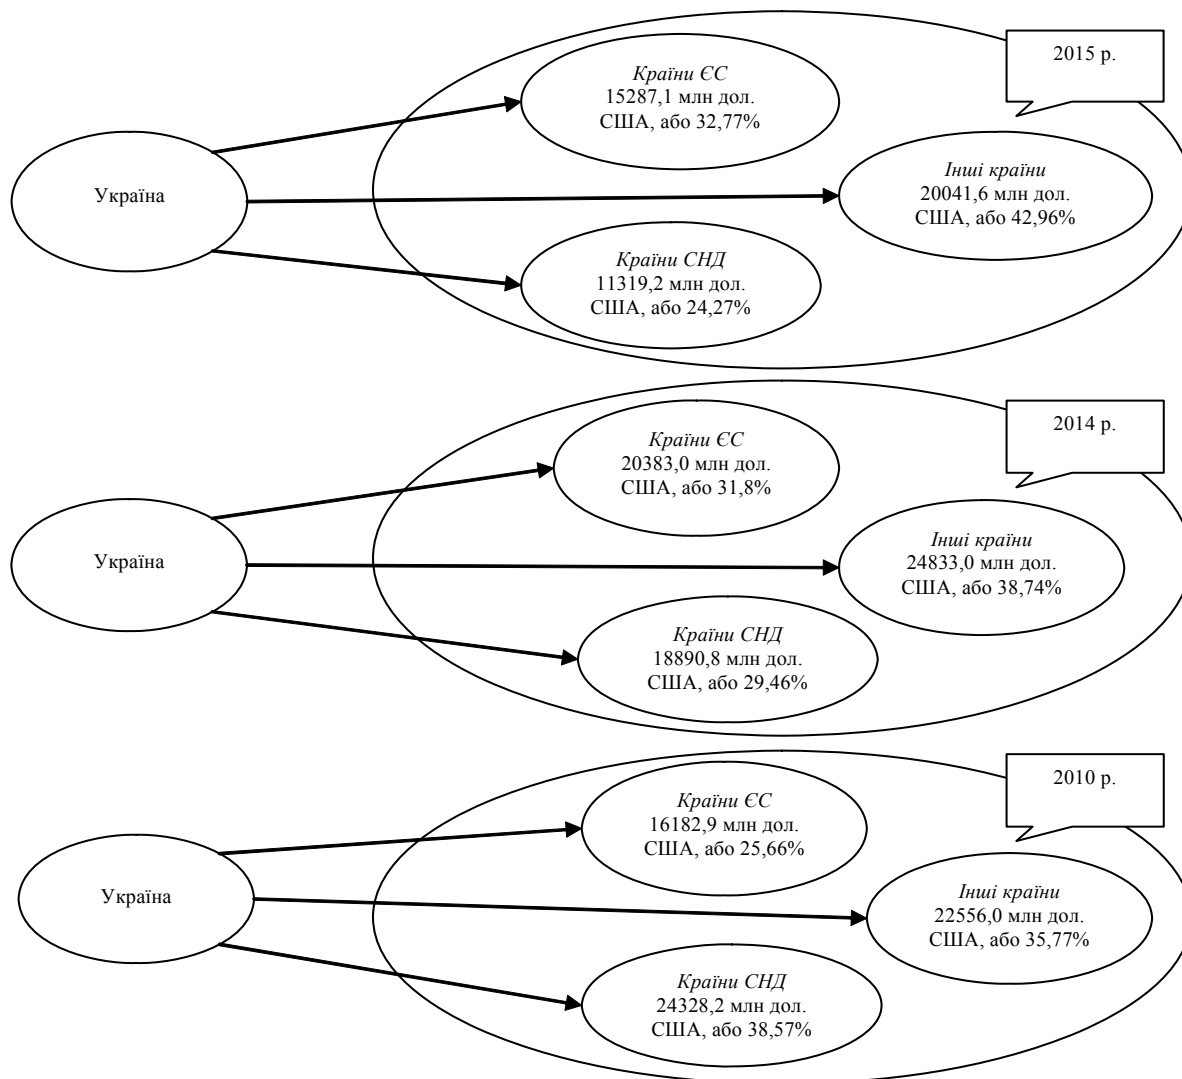 2015 р.
Країни ЄС
15287,1 млн дол.
США, або 32,77%
Україна
Інші країни
20041,6 млн дол.
США, або 42,96%
Країни СНД
11319,2 млн дол.
США, або 24,27%
2014 р.
Країни ЄС
20383,0 млн дол.
США, або 31,8%
Україна
Інші країни
24833,0 млн дол.
США, або 38,74%
Країни СНД
18890,8 млн дол.
США, або 29,46%
2010 р.
Країни ЄС
16182,9 млн дол.
США, або 25,66%
Україна
Інші країни
22556,0 млн дол.
США, або 35,77%
Країни СНД
24328,2 млн дол.
США, або 38,57%